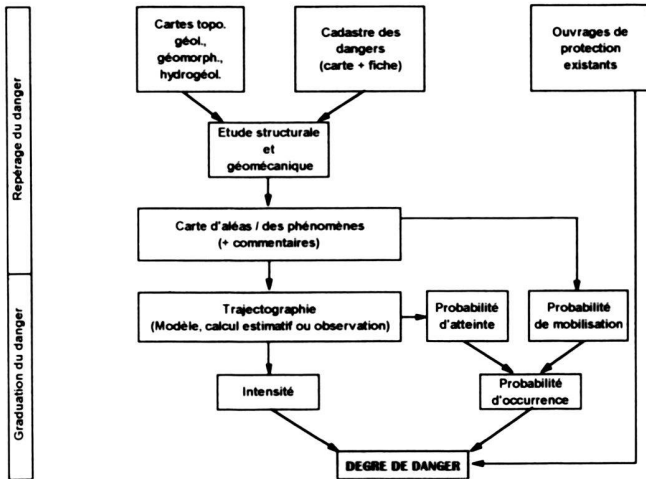 Repérage du danger
Graduation du danger
Cartes topo.
géol.,
géomorph.,
hydrogéol.
Cadastre des
dangers
(carte + fiche)
Ouvrages de
protection
existants
Etude structurale
et
géomécanique
Carte d'aléas / des phénomènes
(+ commentaires)
Trajectographie
(Modèle, calcul estimatif ou observation)
Probabilité
d'atteinte
Probabilité
de mobilisation
Intensité
Probabilité
d'occurrence
DEGRE DE DANGER